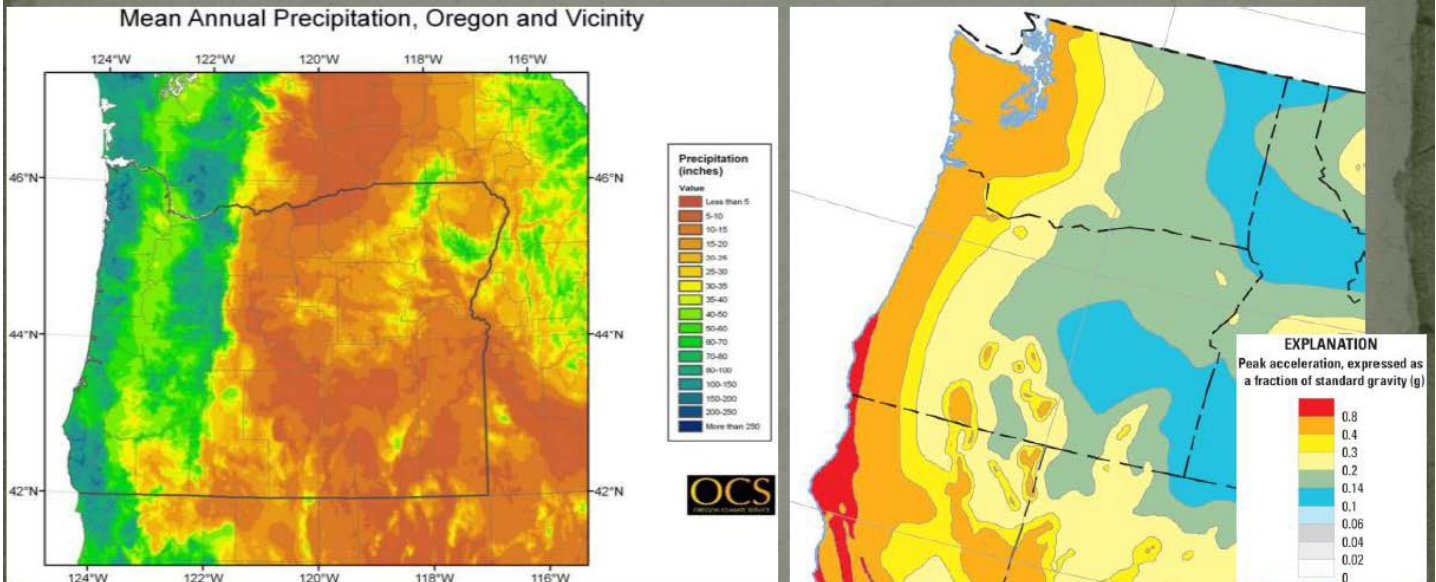 Mean Annual Precipitation, Oregon and Vicinity
124°W 122°W 120°W 118°W 116°W
46°N 46°N
44°N 44°N
42°N 42°N
124°W 122°W 120°W 118°W 116°W
Precipitation
(inches)
Value
Less than 5
5-10
10-15
15-20
20-25
25-30
30-35
35-40
40-50
50-60
60-70
70-80
80-100
100-150
150-200
200-250
More than 250
OCS
OREGON CLIMATE SERVICE
EXPLANATION
Peak acceleration, expressed as
a fraction of standard gravity (g)
0.8
0.4
0.3
0.2
0.14
0.1
0.06
0.04
0.02
0